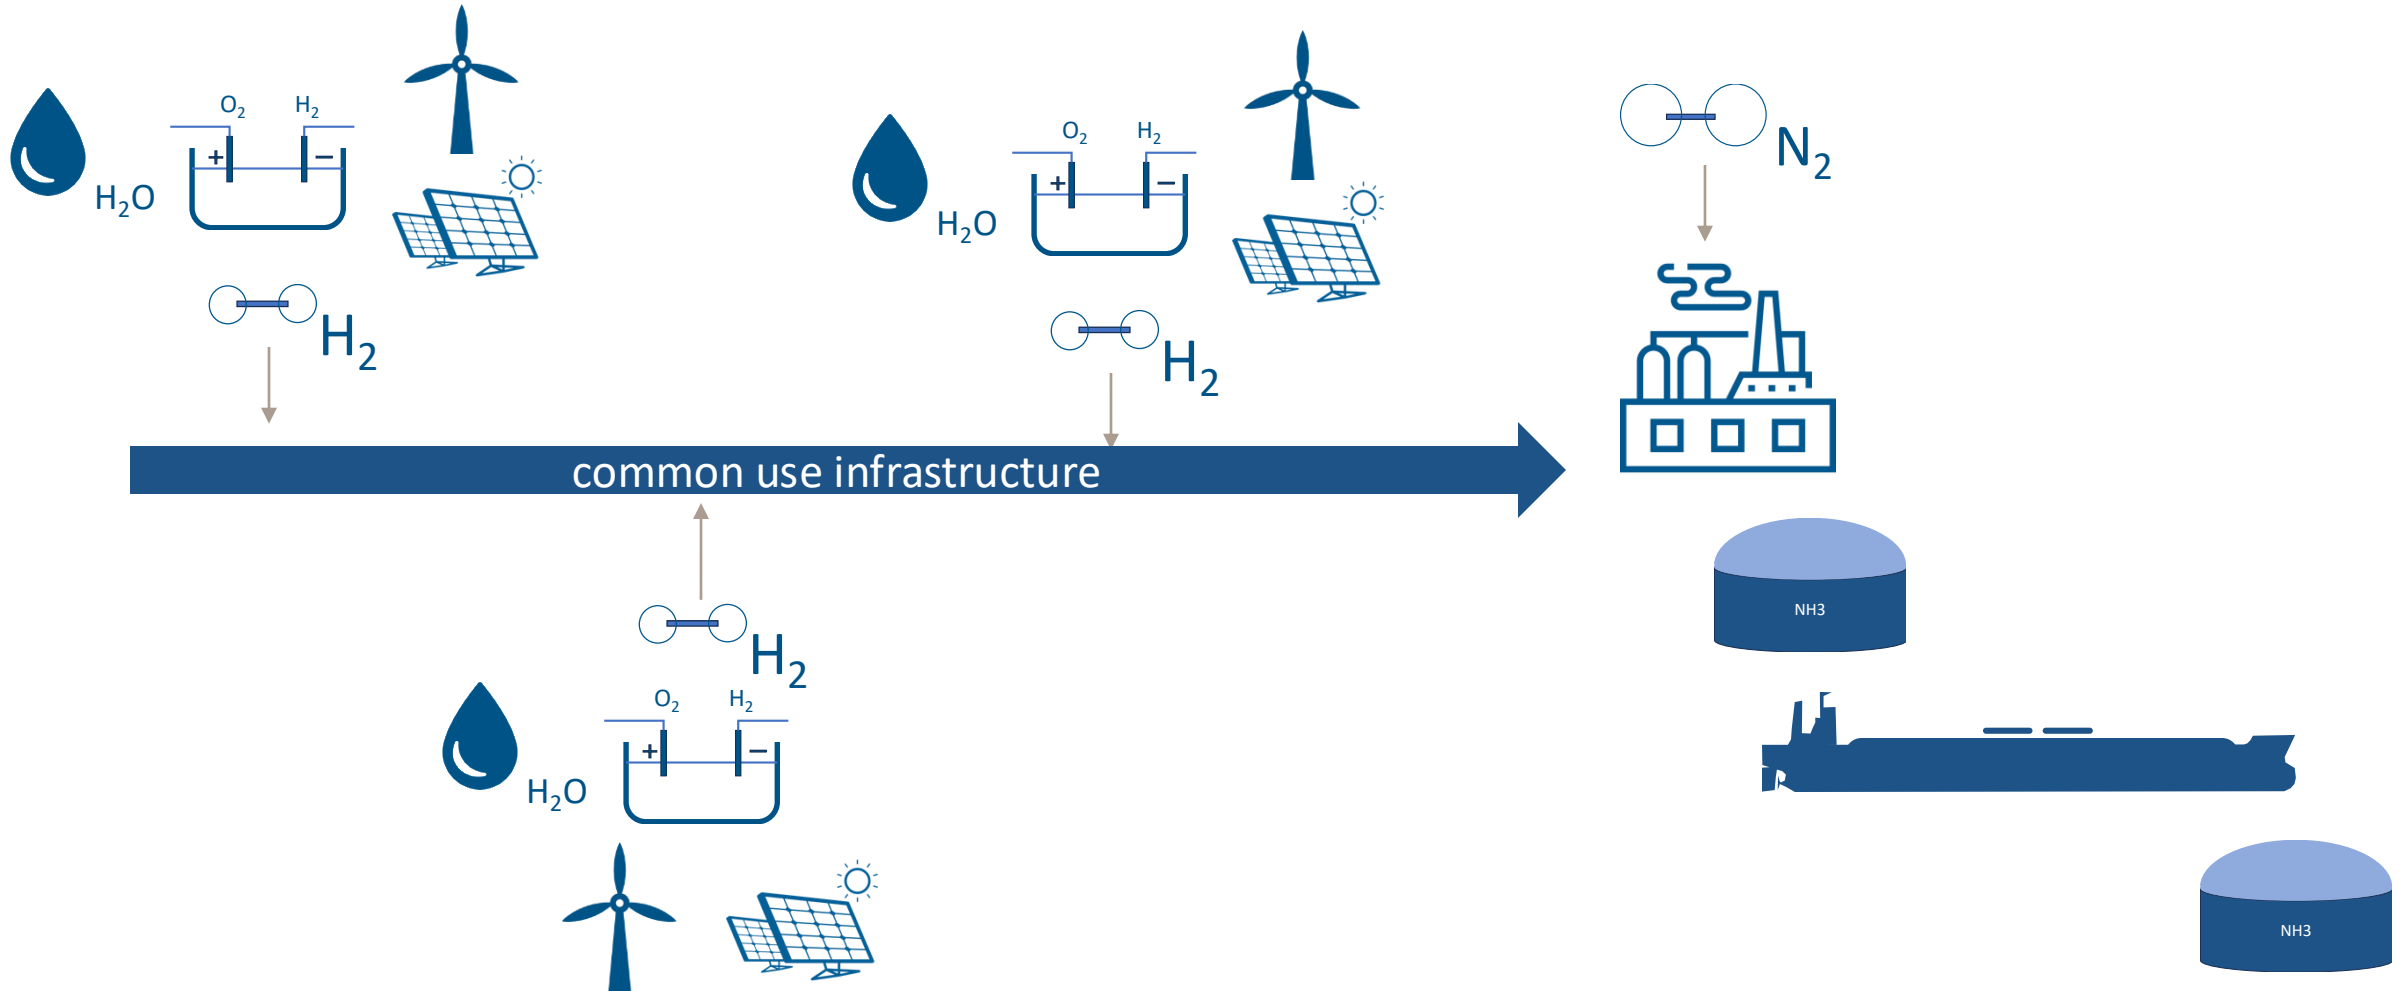 O₂ H₂
+ −
H₂O
H₂
O₂ H₂
+ −
H₂O
H₂
N₂
common use infrastructure
H₂
O₂ H₂
+ −
H₂O
NH3
NH3